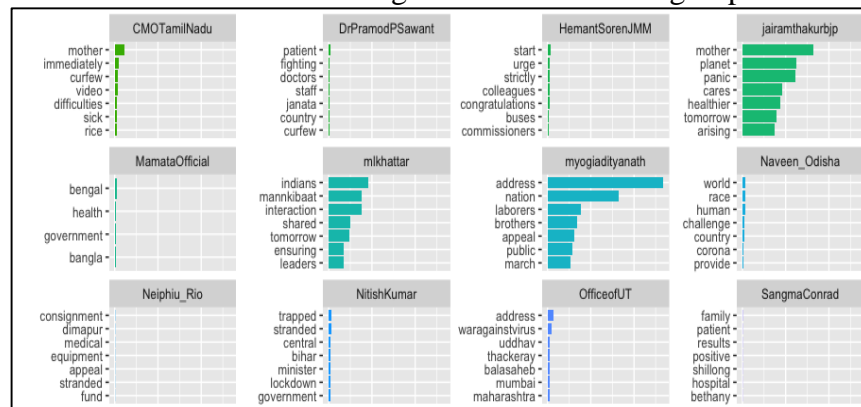 CMOTamilNadu
mother
immediately
curfew
video
difficulties
sick
rice
DrPramodPSawant
patient
fighting
doctors
staff
janata
country
curfew
HemantSorenJMM
start
urge
strictly
colleagues
congratulations
buses
commissioners
jairamthakurbjp
mother
planet
panic
cares
healthier
tomorrow
arising
MamataOfficial
bengal
health
government
bangla
mlkhattar
indians
mannkibaat
interaction
shared
tomorrow
ensuring
leaders
myogiadityanath
address
nation
laborers
brothers
appeal
public
march
Naveen_Odisha
world
race
human
challenge
country
corona
provide
Neiphiu_Rio
consignment
dimapur
medical
equipment
appeal
stranded
fund
NitishKumar
trapped
stranded
central
bihar
minister
lockdown
government
OfficeofUT
address
waragainstvirus
uddhav
thackeray
balasaheb
mumbai
maharashtra
SangmaConrad
family
patient
results
positive
shillong
hospital
bethany